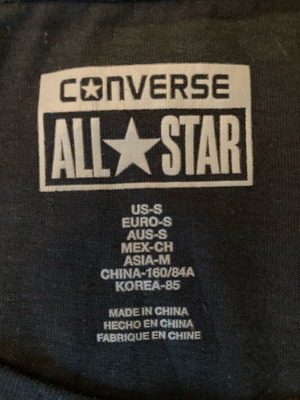 CONVERSE
ALL STAR
US-S
EURO-S
AUS-S
MEX-CH
ASIA-M
CHINA-160/84A
KOREA-85
MADE IN CHINA
HECHO EN CHINA
FABRIQUE EN CHINE